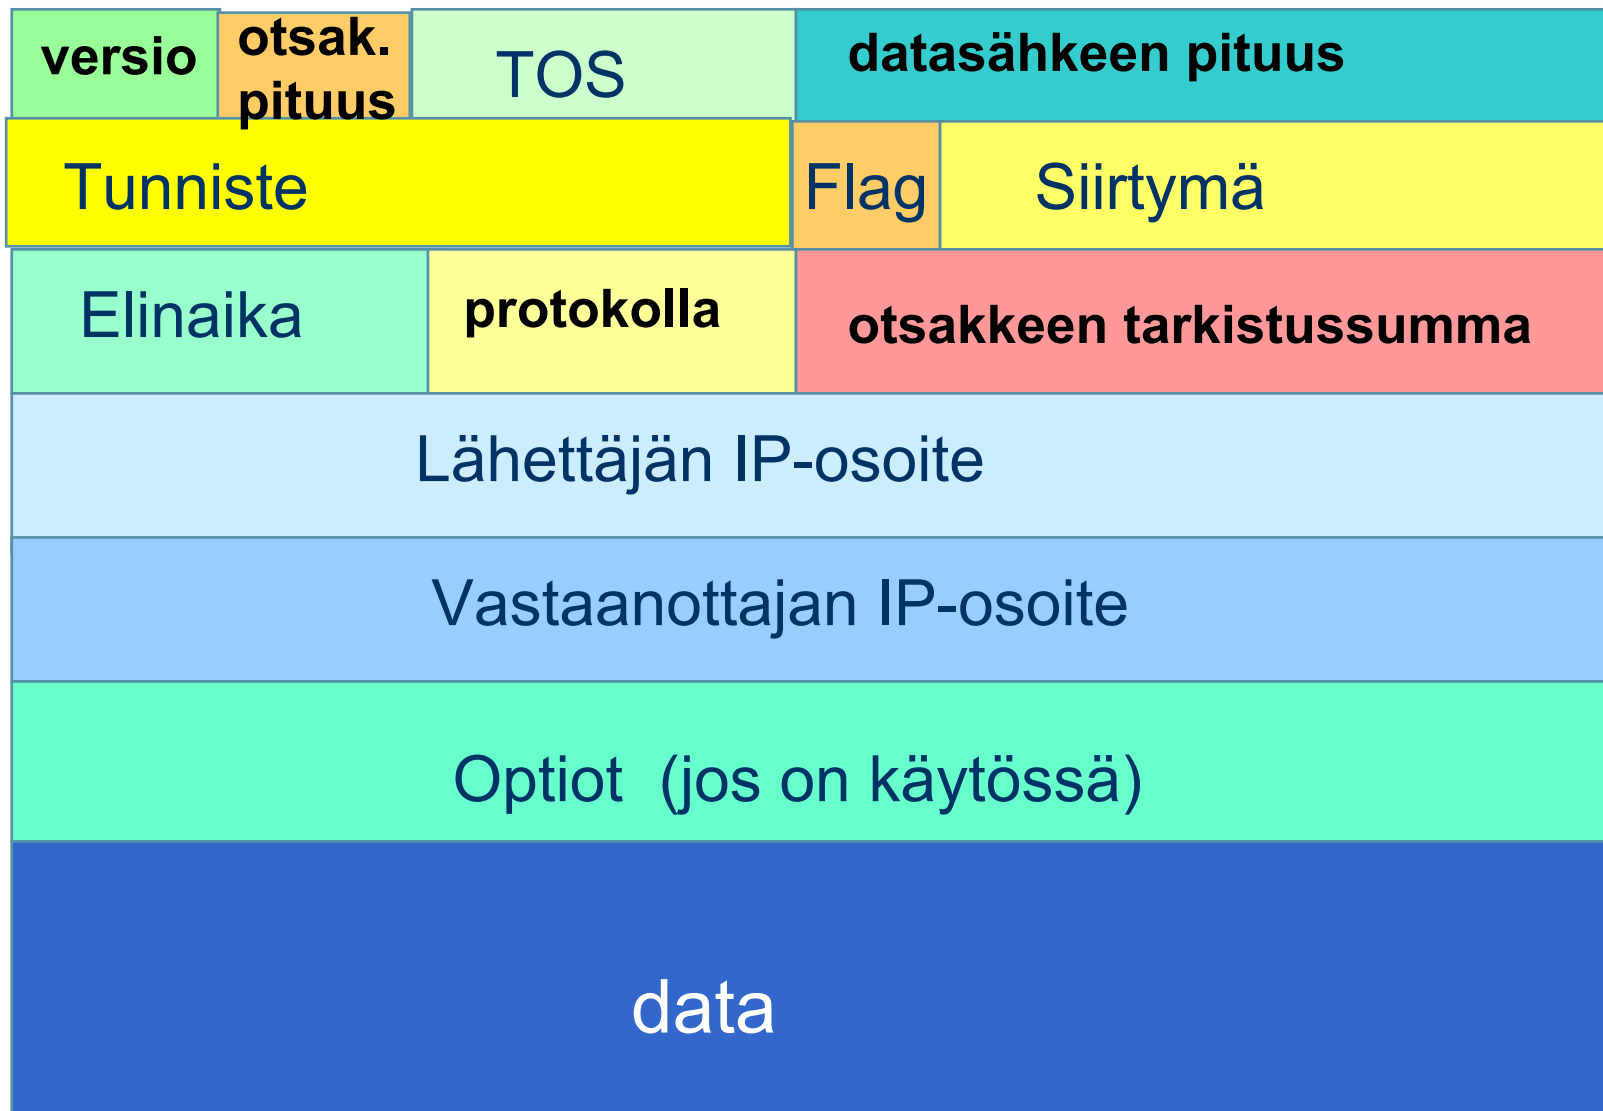 versio
otsak.
pituus
TOS
datasähkeen pituus
Tunniste
Flag
Siirtymä
Elinaika
protokolla
otsakkeen tarkistussumma
Lähettäjän IP-osoite
Vastaanottajan IP-osoite
Optiot (jos on käytössä)
data